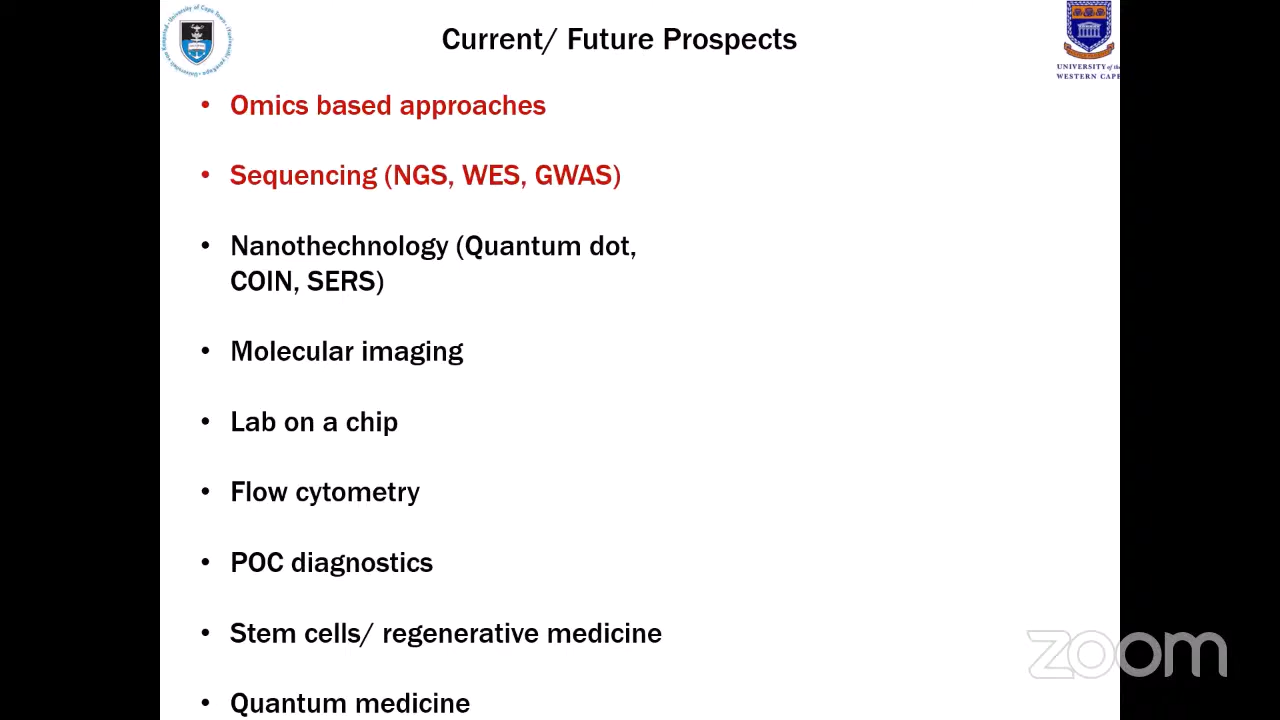 Current/ Future Prospects
UNIVERSITY of the
WESTERN CAPE
• Omics based approaches
• Sequencing (NGS, WES, GWAS)
• Nanothechnology (Quantum dot,
COIN, SERS)
• Molecular imaging
• Lab on a chip
• Flow cytometry
• POC diagnostics
• Stem cells/ regenerative medicine
• Quantum medicine
zoom